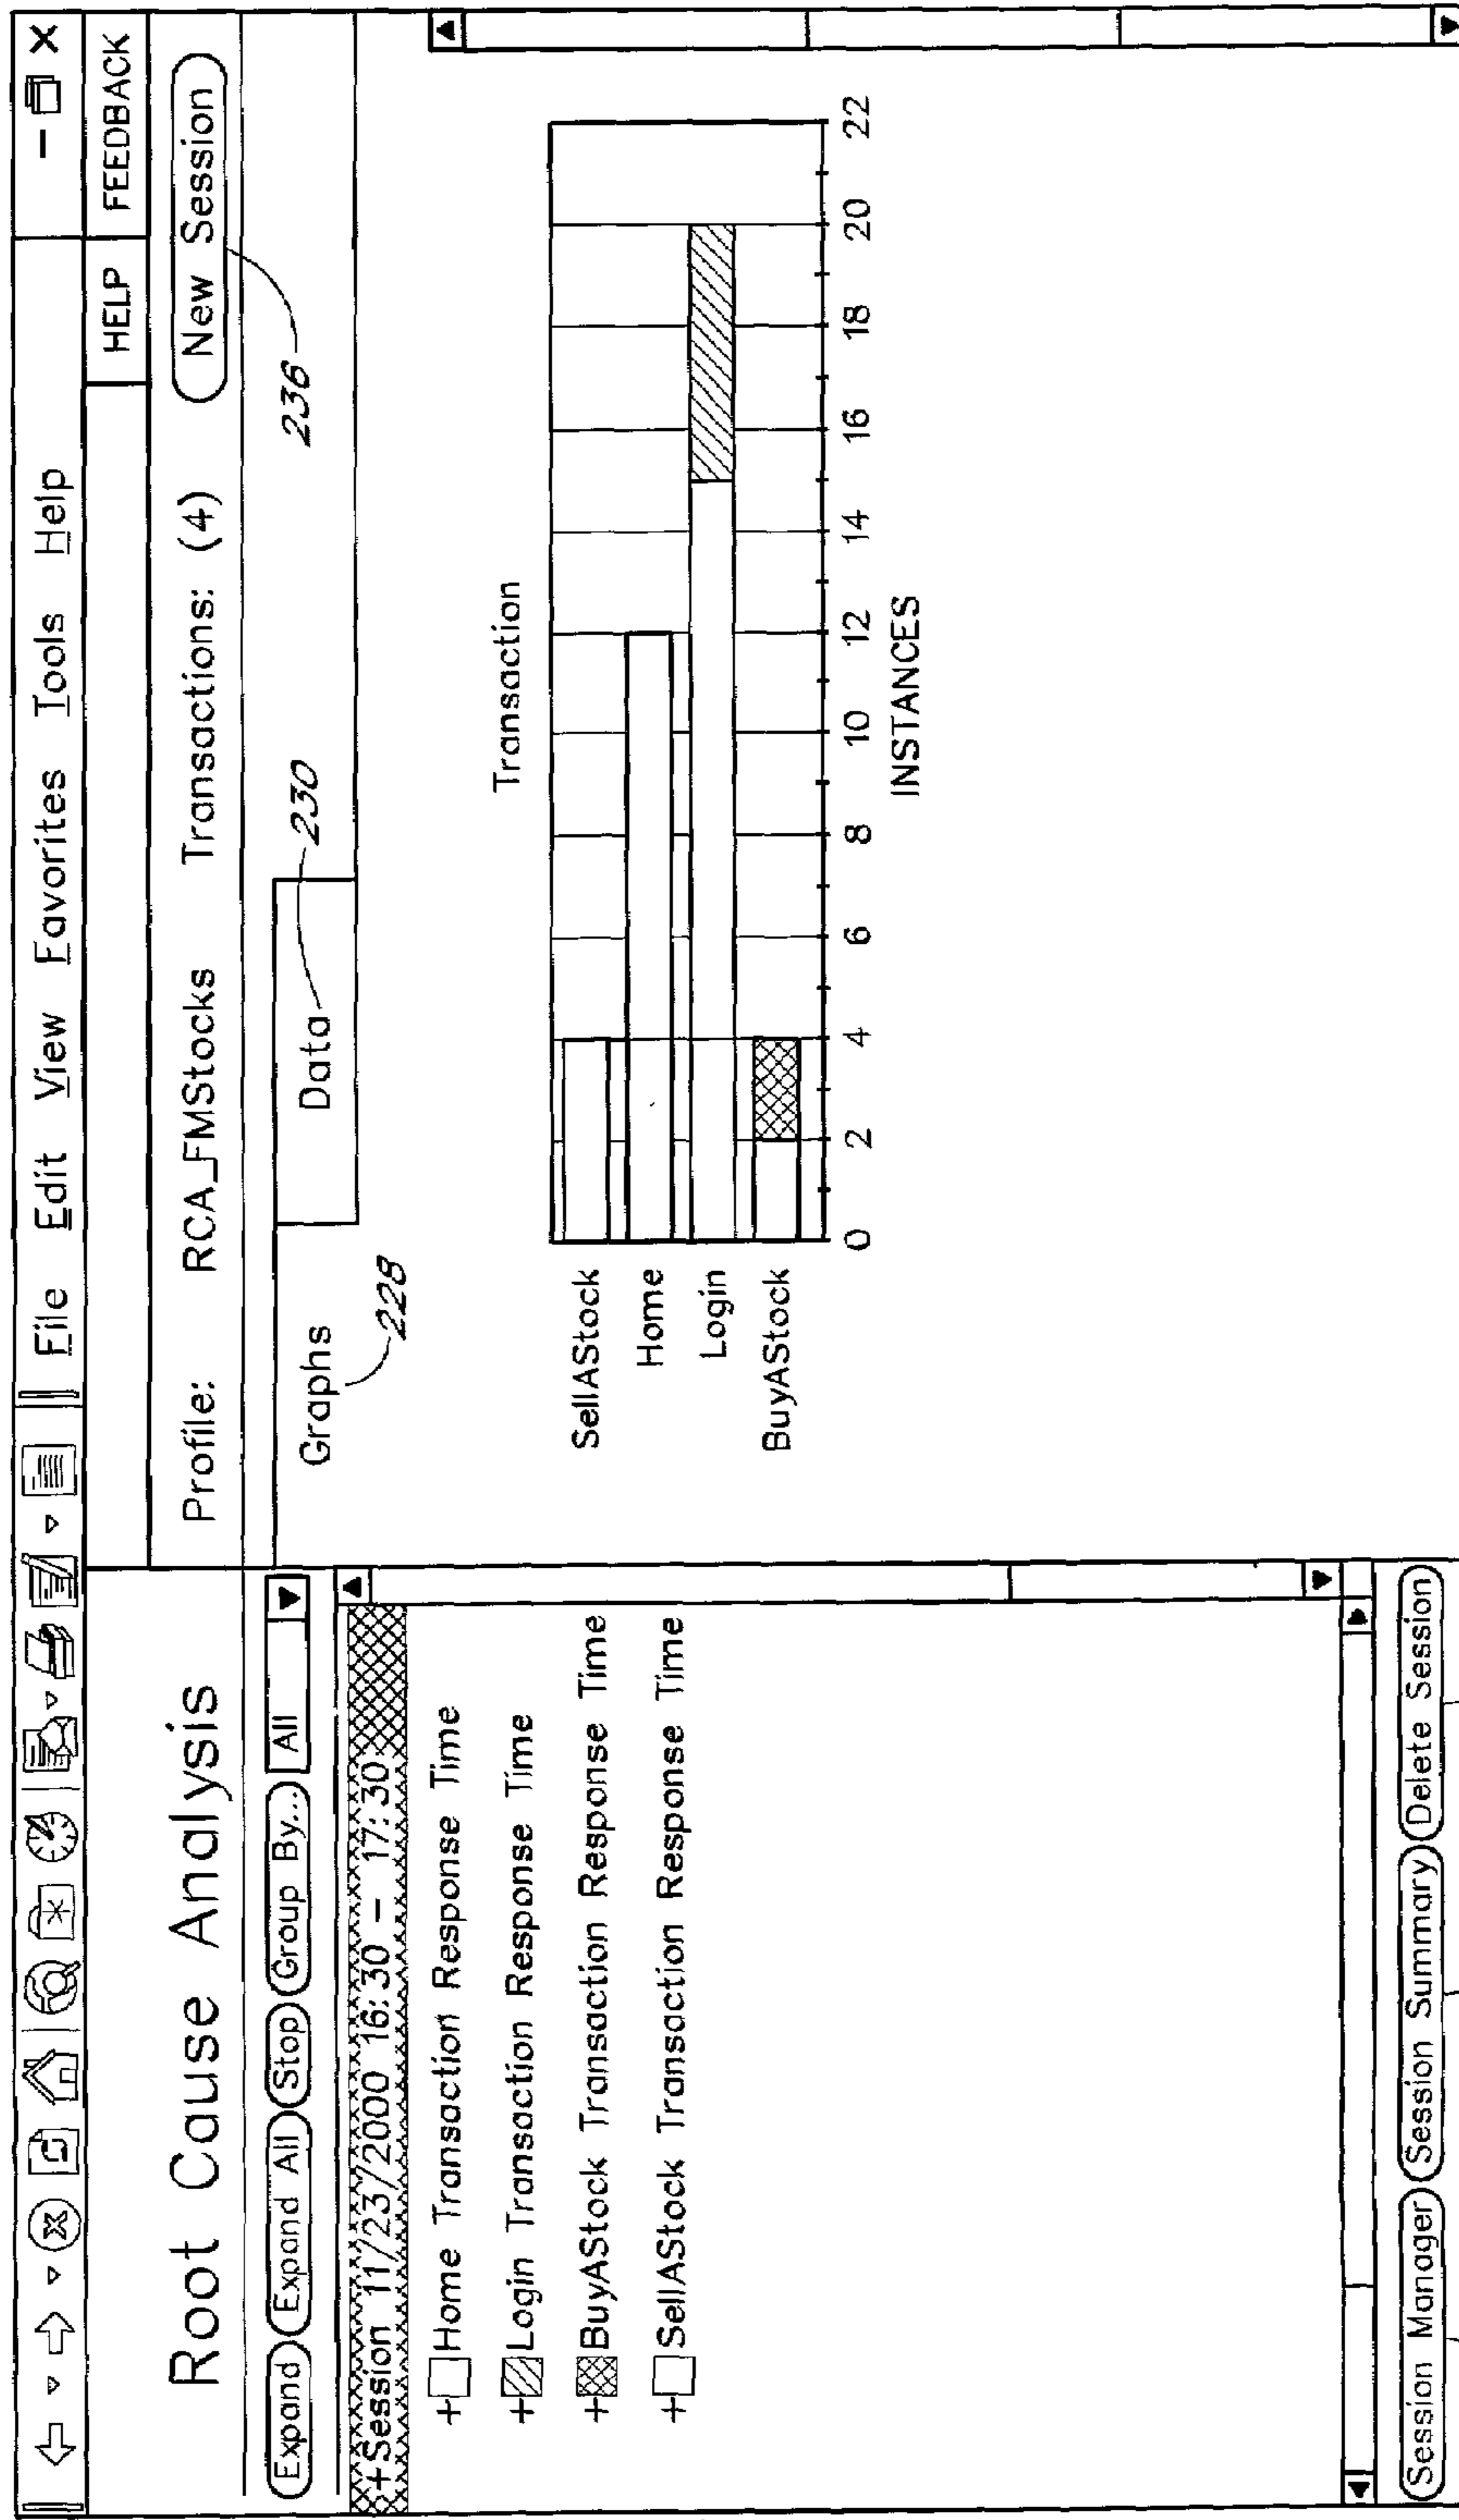 File Edit View Favorites Tools Help
HELP FEEDBACK
Root Cause Analysis
Profile: RCA_FMStocks Transactions: (4) New Session
236
Expand Expand All Stop Group By... All
Graphs Data
228
230
+Session 11/23/2000 16:30 - 17:30
+Home Transaction Response Time
+Login Transaction Response Time
+BuyAStock Transaction Response Time
+SellAStock Transaction Response Time
Transaction
SellAStock
Home
Login
BuyAStock
0 2 4 6 8 10 12 14 16 18 20 22
INSTANCES
Session Manager Session Summary Delete Session